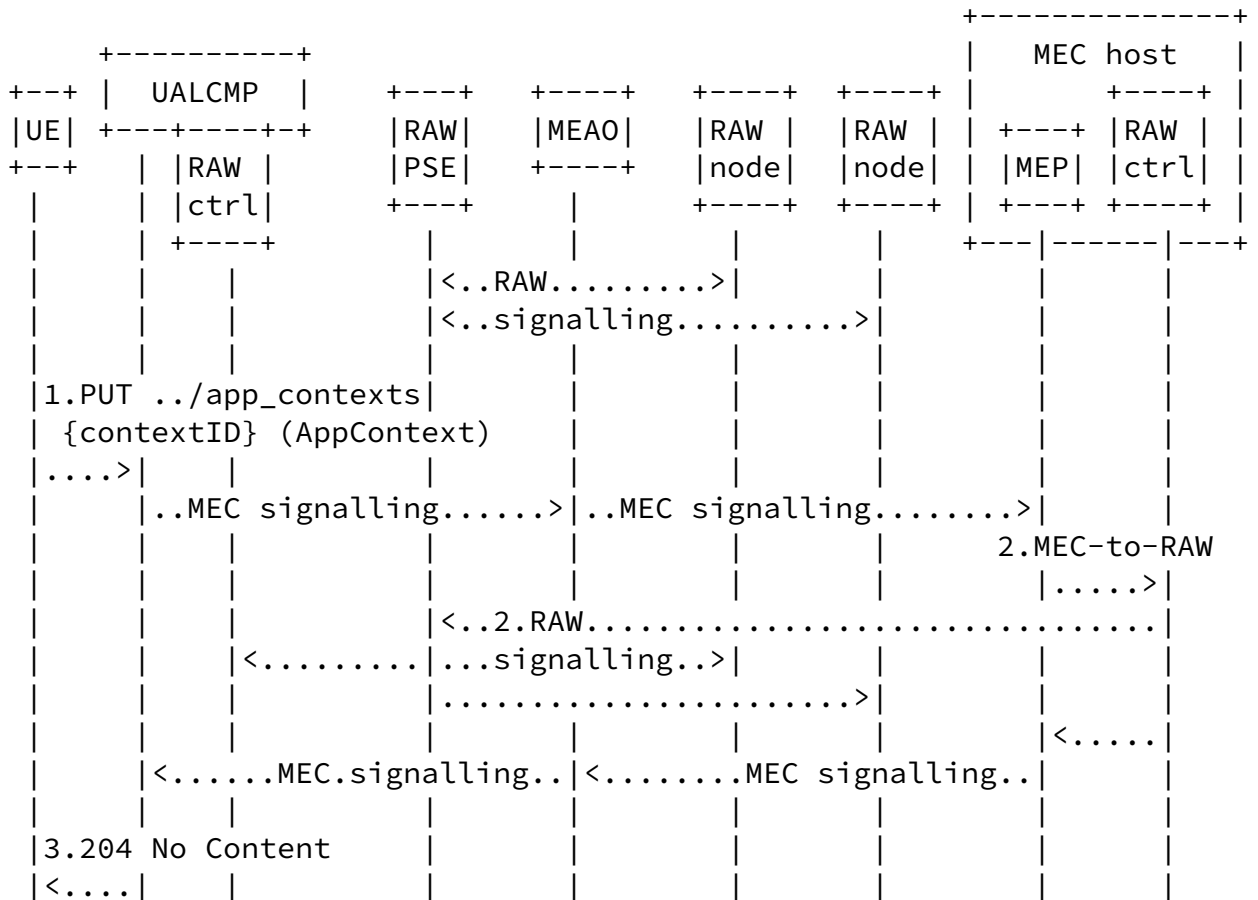 MEC host
UALCMP
UE RAW MEAO RAW RAW MEP RAW
RAW PSE node node ctrl
ctrl
<..RAW.........>
<..signalling..........>
1.PUT ../app_contexts
{contextID} (AppContext)
....>
..MEC signalling......> ..MEC signalling........>
2.MEC-to-RAW
.....>
<..2.RAW................................
<......... ...signalling..>
........................>
<.....
<......MEC.signalling.. <........MEC signalling..
3.204 No Content
<....